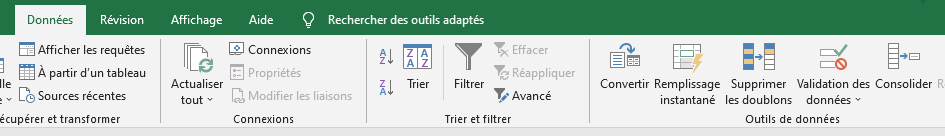 Données Révision Affichage Aide Rechercher des outils adaptés
Afficher les requêtes
À partir d'un tableau
Sources récentes
Récupérer et transformer
Actualiser
tout
Connexions
Propriétés
Modifier les liaisons
Connexions
A
Z
Z
A
Z A
A Z
Trier
Filtrer
Effacer
Réappliquer
Avancé
Trier et filtrer
Convertir
Remplissage
instantané
Supprimer
les doublons
Validation des
données
Consolider
Outils de données